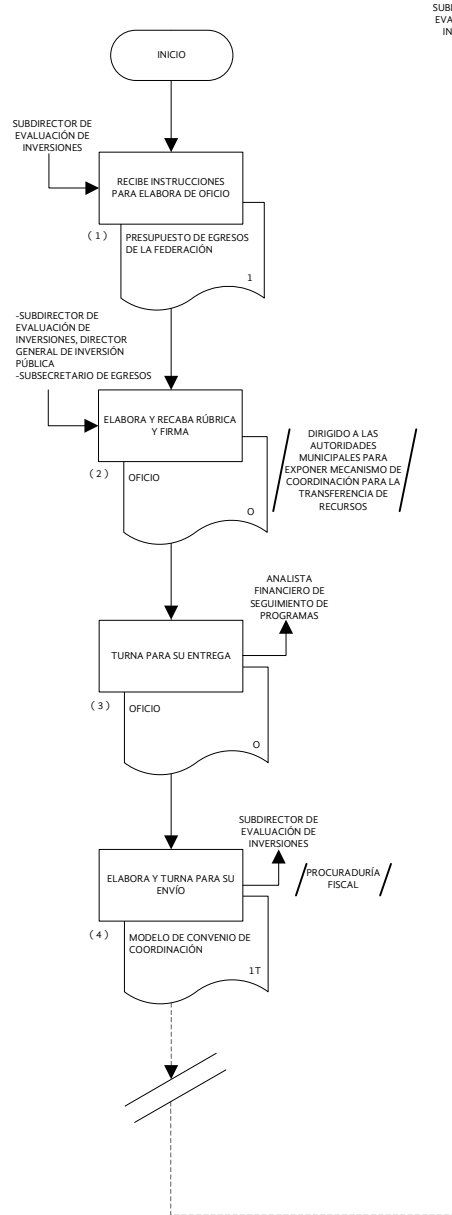 SUBD
EVA
IN
INICIO
SUBDIRECTOR DE
EVALUACIÓN DE
INVERSIONES
RECIBE INSTRUCCIONES
PARA ELABORA DE OFICIO
( 1 )
PRESUPUESTO DE EGRESOS
DE LA FEDERACIÓN
1
-SUBDIRECTOR DE
EVALUACIÓN DE
INVERSIONES, DIRECTOR
GENERAL DE INVERSIÓN
PÚBLICA
-SUBSECRETARIO DE EGRESOS
ELABORA Y RECABA RÚBRICA
Y FIRMA
( 2 )
OFICIO
O
DIRIGIDO A LAS
AUTORIDADES
MUNICIPALES PARA
EXPONER MECANISMO DE
COORDINACIÓN PARA LA
TRANSFERENCIA DE
RECURSOS
ANALISTA
FINANCIERO DE
SEGUIMIENTO DE
PROGRAMAS
TURNA PARA SU ENTREGA
( 3 )
OFICIO
O
SUBDIRECTOR DE
EVALUACIÓN DE
INVERSIONES
ELABORA Y TURNA PARA SU
ENVÍO
PROCURADURÍA
FISCAL
( 4 )
MODELO DE CONVENIO DE
COORDINACIÓN
1T